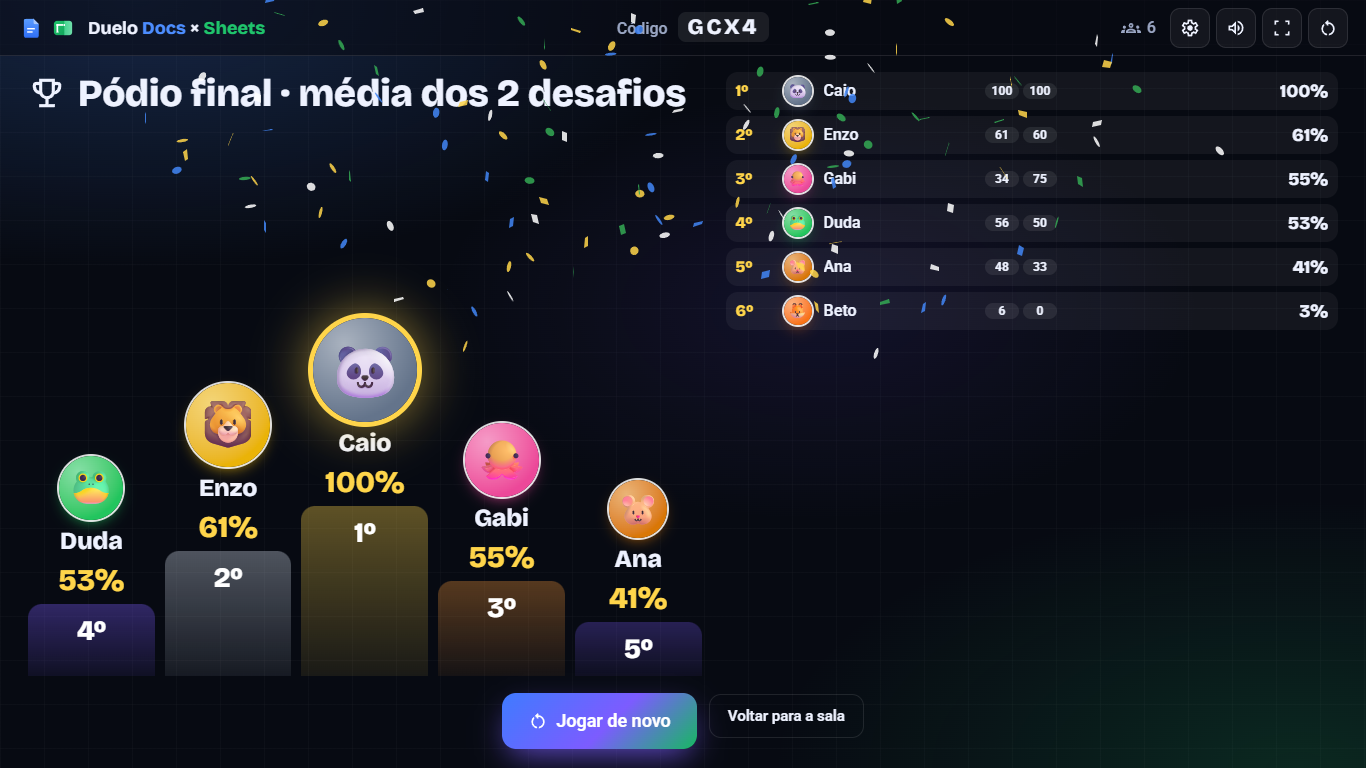 Duelo Docs × Sheets
Código GCX4
6
Pódio final · média dos 2 desafios
1º Caio 100 100 100%
2º Enzo 61 60 61%
3º Gabi 34 75 55%
4º Duda 56 50 53%
5º Ana 48 33 41%
6º Beto 6 0 3%
Caio
100%
1º
Enzo
61%
2º
Gabi
55%
3º
Duda
53%
4º
Ana
41%
5º
Jogar de novo
Voltar para a sala